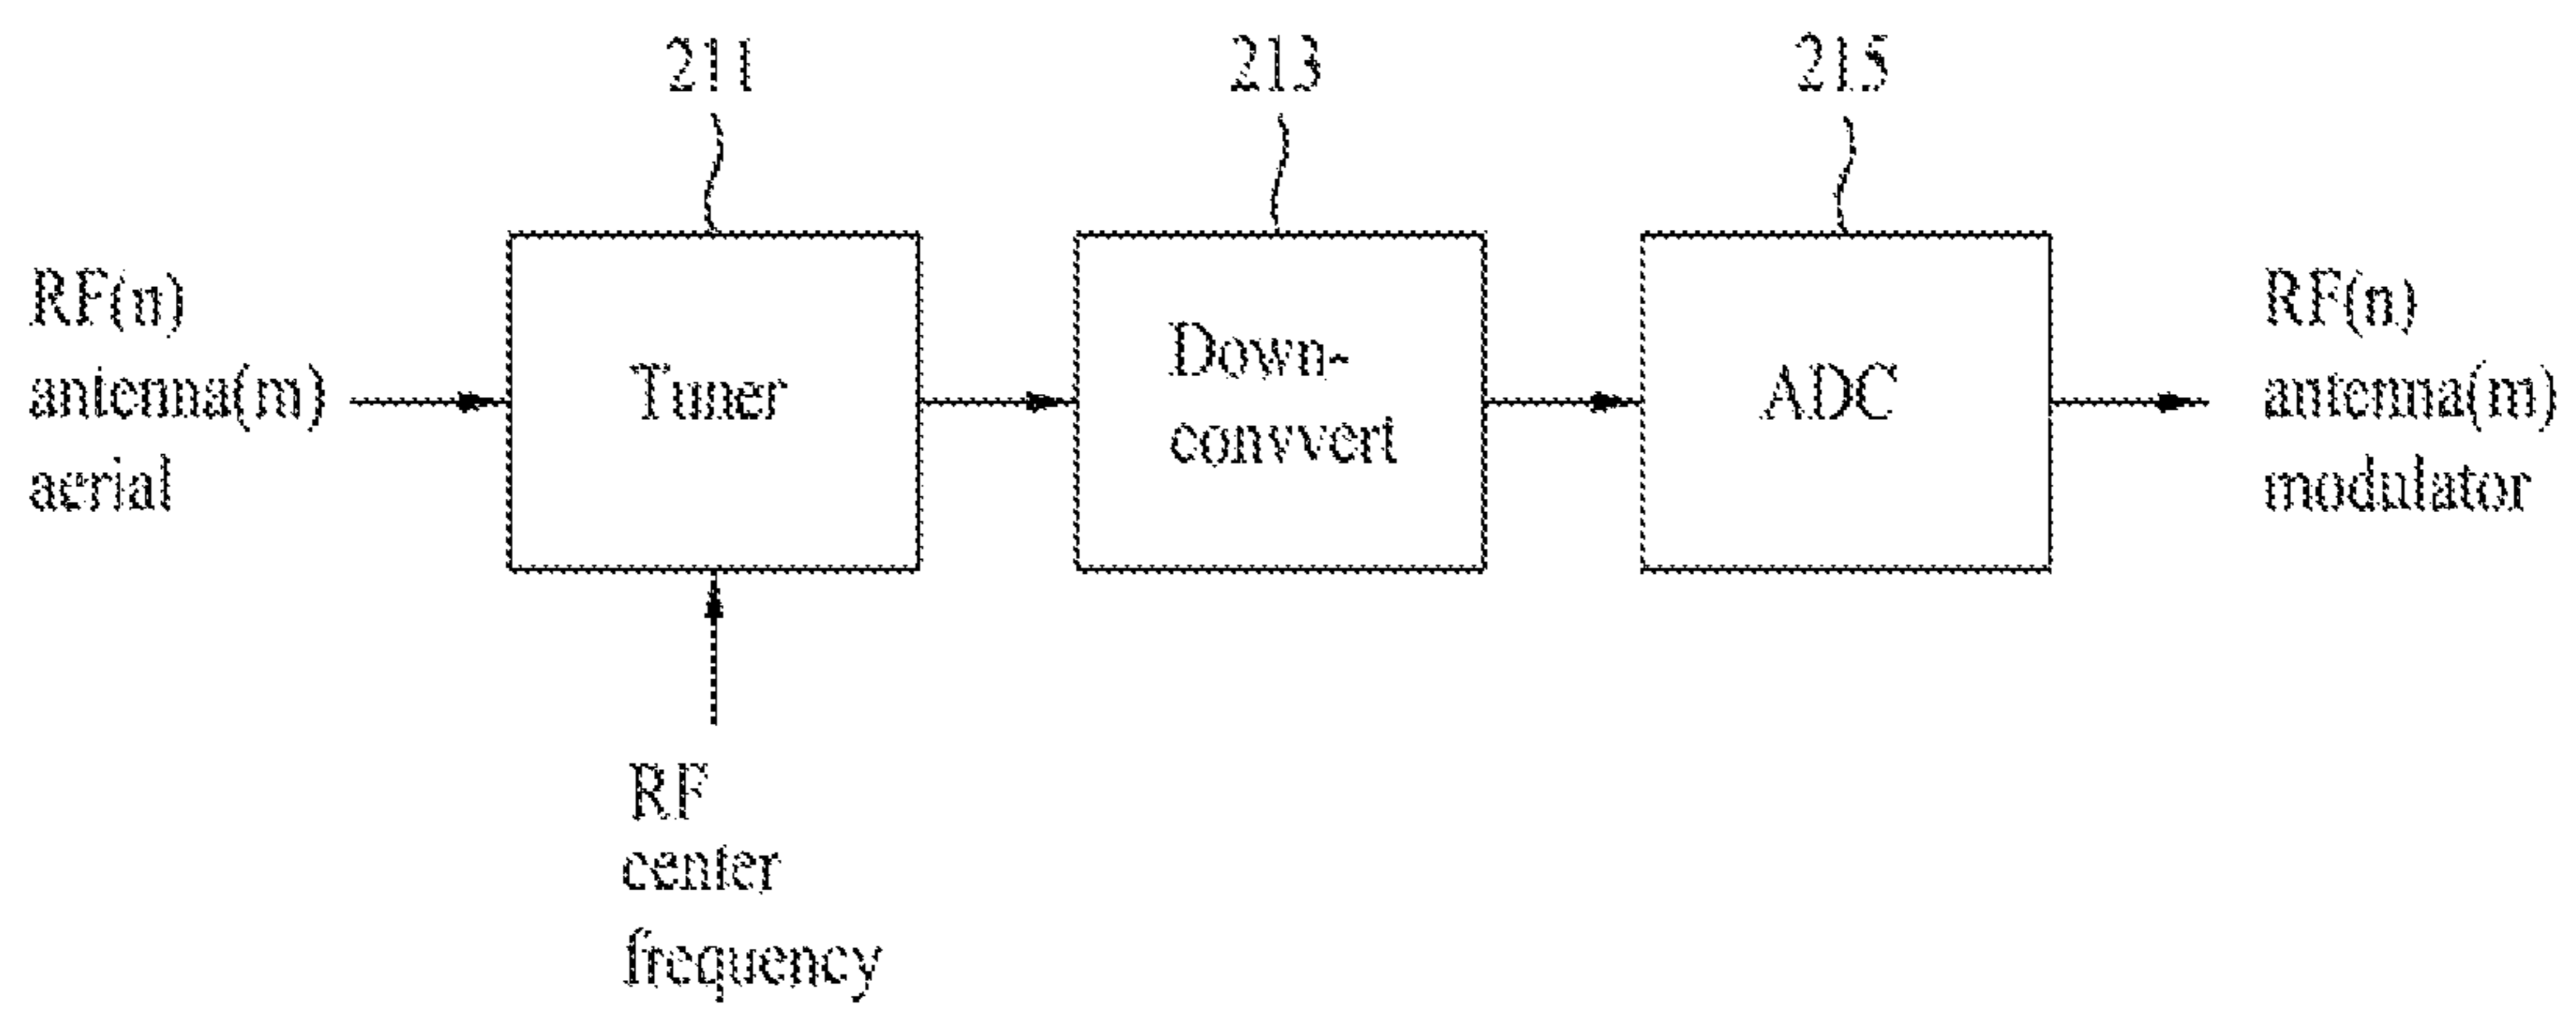 211
213
215
RF(n)
antenna(m)
aerial
Tuner
Down-
convvert
ADC
RF(n)
antenna(m)
modulator
RF
center
frequency